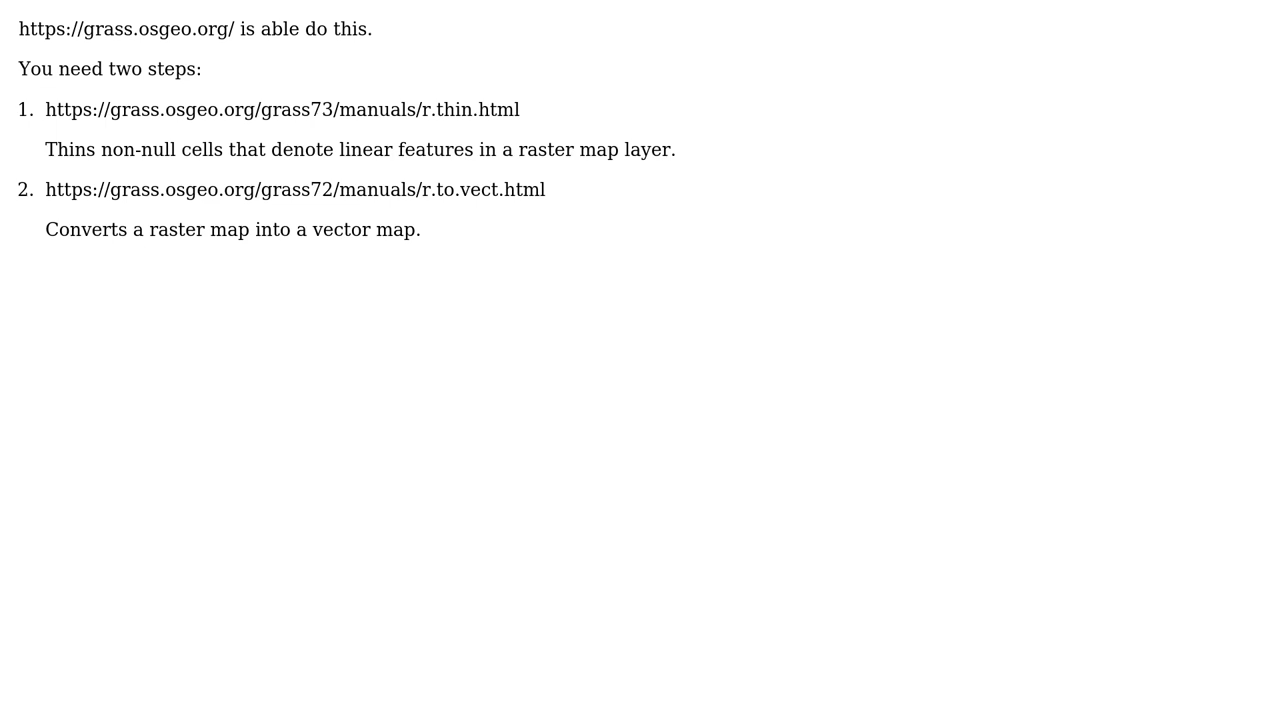 https://grass.osgeo.org/ is able do this.
You need two steps:
1. https://grass.osgeo.org/grass73/manuals/r.thin.html
Thins non-null cells that denote linear features in a raster map layer.
2. https://grass.osgeo.org/grass72/manuals/r.to.vect.html
Converts a raster map into a vector map.